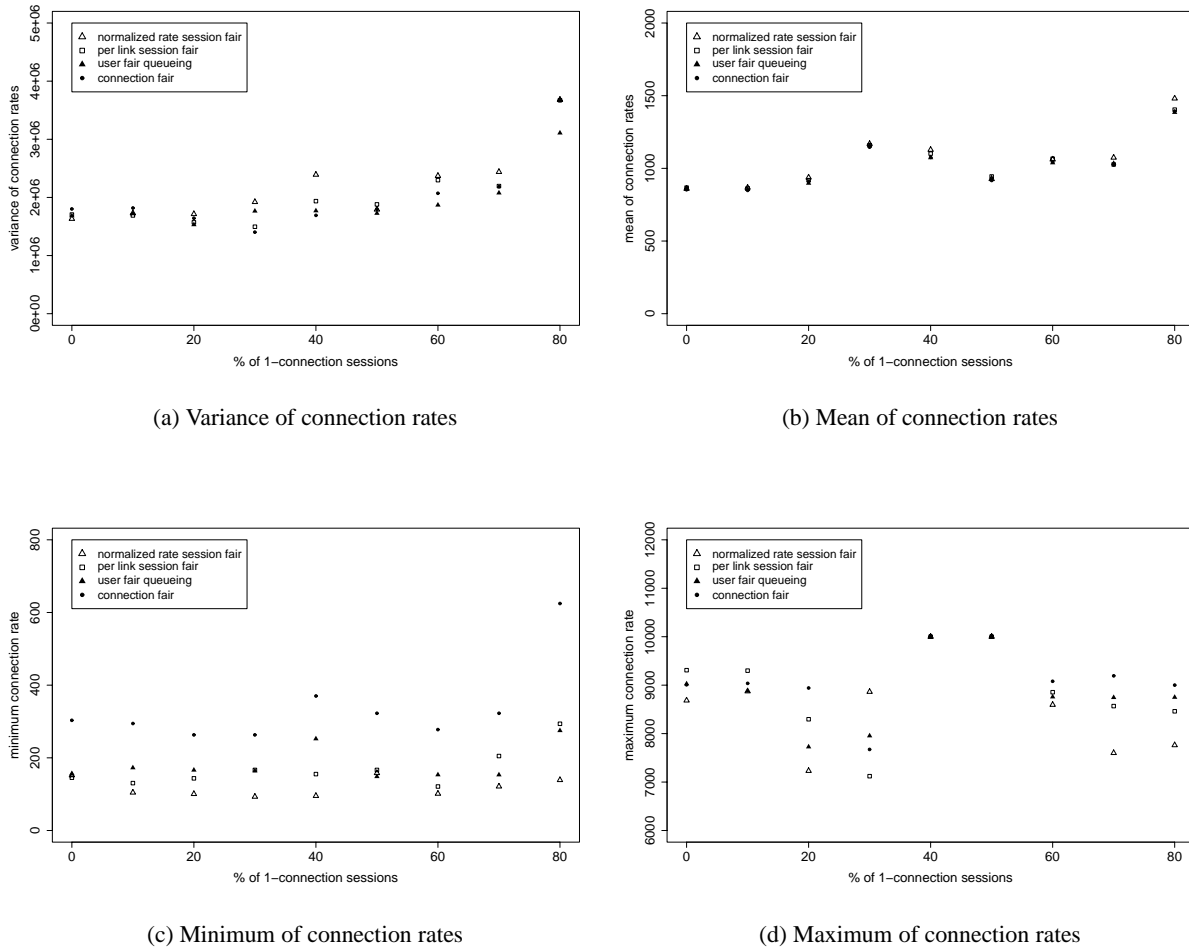 5e+06
4e+06
3e+06
2e+06
1e+06
0e+00
variance of connection rates
normalized rate session fair
per link session fair
user fair queueing
connection fair
0 20 40 60 80
% of 1−connection sessions
(a) Variance of connection rates
2000
1500
1000
500
0
mean of connection rates
normalized rate session fair
per link session fair
user fair queueing
connection fair
0 20 40 60 80
% of 1−connection sessions
(b) Mean of connection rates
800
600
400
200
0
minimum connection rate
normalized rate session fair
per link session fair
user fair queueing
connection fair
0 20 40 60 80
% of 1−connection sessions
(c) Minimum of connection rates
12000
11000
10000
9000
8000
7000
6000
maximum connection rate
normalized rate session fair
per link session fair
user fair queueing
connection fair
0 20 40 60 80
% of 1−connection sessions
(d) Maximum of connection rates